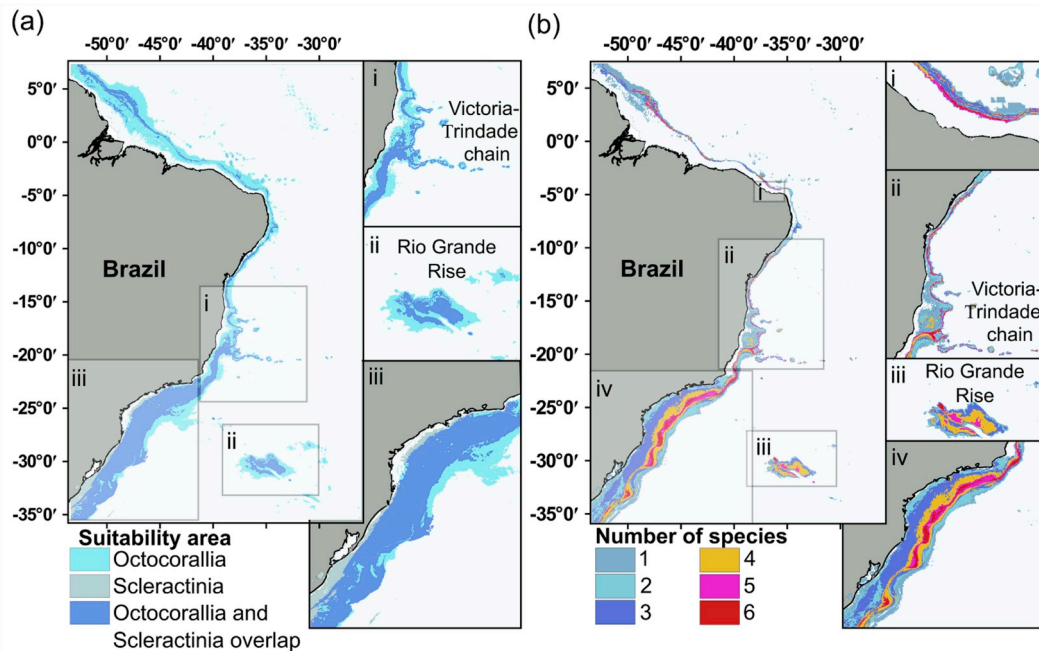 (a)
-50°0′ -45°0′ -40°0′ -35°0′ -30°0′
5°0′
0°0′
-5°0′
-10°0′
-15°0′
-20°0′
-25°0′
-30°0′
-35°0′
Brazil
i
iii
ii
i
Victoria-
Trindade
chain
ii
Rio Grande
Rise
iii
Suitability area
Octocorallia
Scleractinia
Octocorallia and
Scleractinia overlap
(b)
-50°0′ -45°0′ -40°0′ -35°0′ -30°0′
5°0′
0°0′
-5°0′
-10°0′
-15°0′
-20°0′
-25°0′
-30°0′
-35°0′
Brazil
i
ii
iv
iii
i
ii
Victoria-
Trindade
chain
iii
Rio Grande
Rise
iv
Number of species
1 4
2 5
3 6